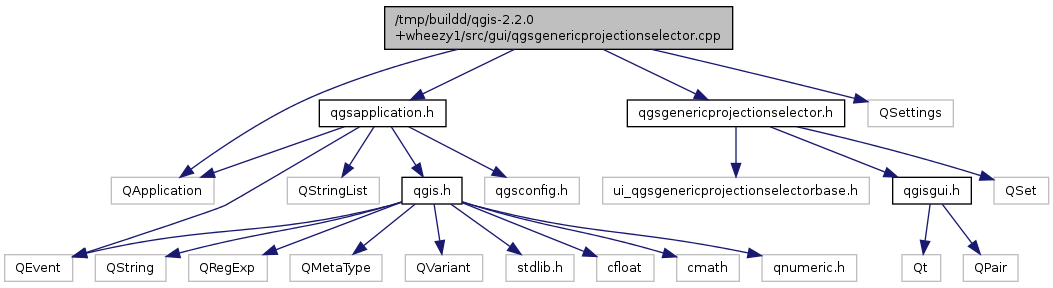 /tmp/buildd/qgis-2.2.0
+wheezy1/src/gui/qgsgenericprojectionselector.cpp
qgsapplication.h
qgsgenericprojectionselector.h
QSettings
QApplication
QStringList
qgis.h
qgsconfig.h
ui_qgsgenericprojectionselectorbase.h
qgisgui.h
QSet
QEvent
QString
QRegExp
QMetaType
QVariant
stdlib.h
cfloat
cmath
qnumeric.h
Qt
QPair